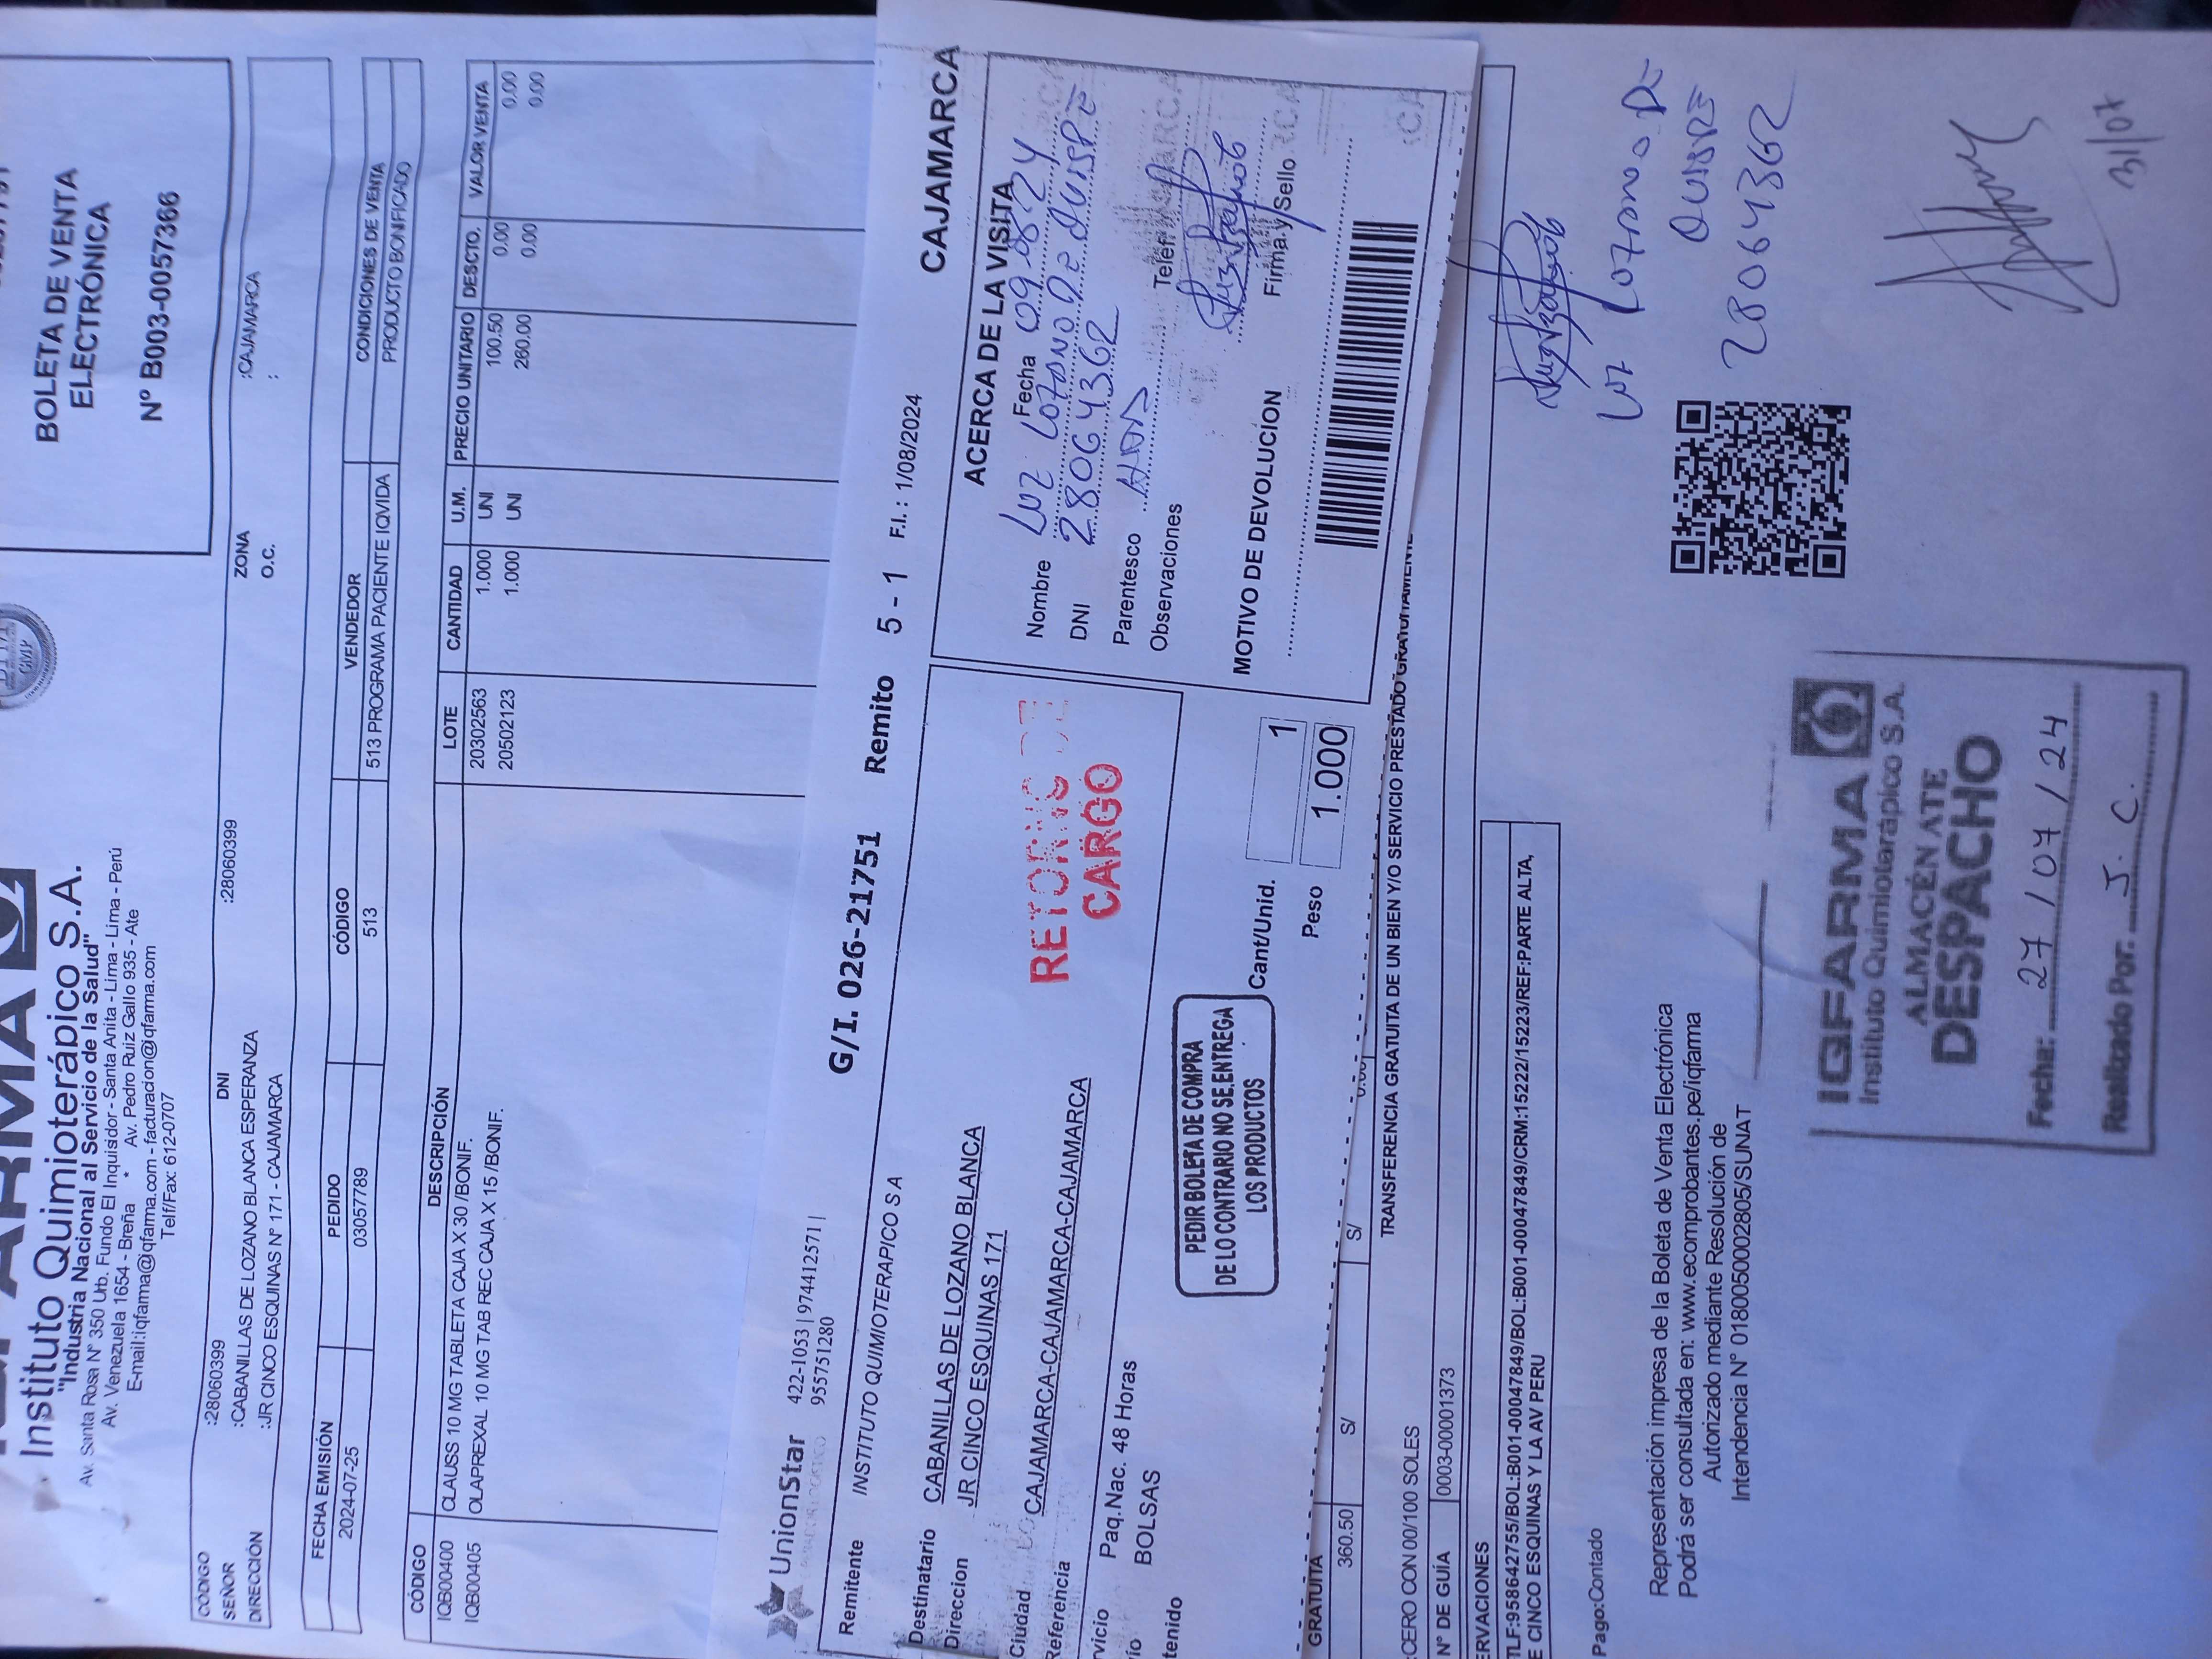 BOLETA DE VENTA
ELECTRÓNICA
Nº B003-0057366
Instituto Quimioterápico S.A.
"Industria Nacional al Servicio de la Salud"
Av. Santa Rosa N° 350 Urb. Fundo El Inquisidor - Santa Anita - Lima - Lima - Perú
Av. Venezuela 1654 - Breña * Av. Pedro Ruiz Gallo 935 - Ate
E-mail:iqfarma@iqfarma.com - facturacion@iqfarma.com
Telf/Fax: 612-0707
GMP
CÓDIGO :28060399 DNI :28060399 ZONA :CAJAMARCA
SEÑOR :CABANILLAS DE LOZANO BLANCA ESPERANZA O.C. :
DIRECCIÓN :JR CINCO ESQUINAS Nº 171 - CAJAMARCA
FECHA EMISIÓN PEDIDO CÓDIGO VENDEDOR CONDICIONES DE VENTA
2024-07-25 03057789 513 513 PROGRAMA PACIENTE IQVIDA PRODUCTO BONIFICADO
CÓDIGO DESCRIPCIÓN LOTE CANTIDAD U.M. PRECIO UNITARIO DESCTO. VALOR VENTA
IQB00400 CLAUSS 10 MG TABLETA CAJA X 30 /BONIF. 20302563 1.000 UNI 100.50 0.00 0.00
IQB00405 OLAPREXAL 10 MG TAB REC CAJA X 15 /BONIF. 20502123 1.000 UNI 260.00 0.00 0.00
UnionStar 422-1053 | 974412571 |
955751280
G/I. 026-21751 Remito 5 - 1 F.I. : 1/08/2024 CAJAMARCA
Remitente INSTITUTO QUIMIOTERAPICO S A
Destinatario CABANILLAS DE LOZANO BLANCA
Direccion JR CINCO ESQUINAS 171
Ciudad CAJAMARCA-CAJAMARCA-CAJAMARCA
Referencia
vicio Paq.Nac. 48 Horas
ío BOLSAS
tenido
RETORNO DE
CARGO
PEDIR BOLETA DE COMPRA
DE LO CONTRARIO NO SE ENTREGA
LOS PRODUCTOS
Cant/Unid. 1
Peso 1.000
ACERCA DE LA VISITA
Fecha 09-08-24
Nombre Luz Lozano De Quispe
DNI 28064362
Parentesco Telef
Observaciones
Firma y Sello
MOTIVO DE DEVOLUCION
GRATUITA
360.50 S/ S/ 0.00
TRANSFERENCIA GRATUITA DE UN BIEN Y/O SERVICIO PRESTADO GRATUITAMENTE
CERO CON 00/100 SOLES
Nº DE GUÍA 0003-00001373
ERVACIONES
TLF:958642755/BOL:B001-00047849/BOL:B001-00047849/CRM:15222/15223/REF:PARTE ALTA,
E CINCO ESQUINAS Y LA AV PERU
Pago:Contado
Luz Lozano De
Quispe
28064362
Representación impresa de la Boleta de Venta Electrónica
Podrá ser consultada en: www.ecomprobantes.pe/iqfarma
Autorizado mediante Resolución de
Intendencia N° 0180050002805/SUNAT
IQFARMA
Instituto Quimioterápico S.A.
ALMACÉN ATE
DESPACHO
Fecha: 27/07/24
Realizado Por: J. C.
31/07